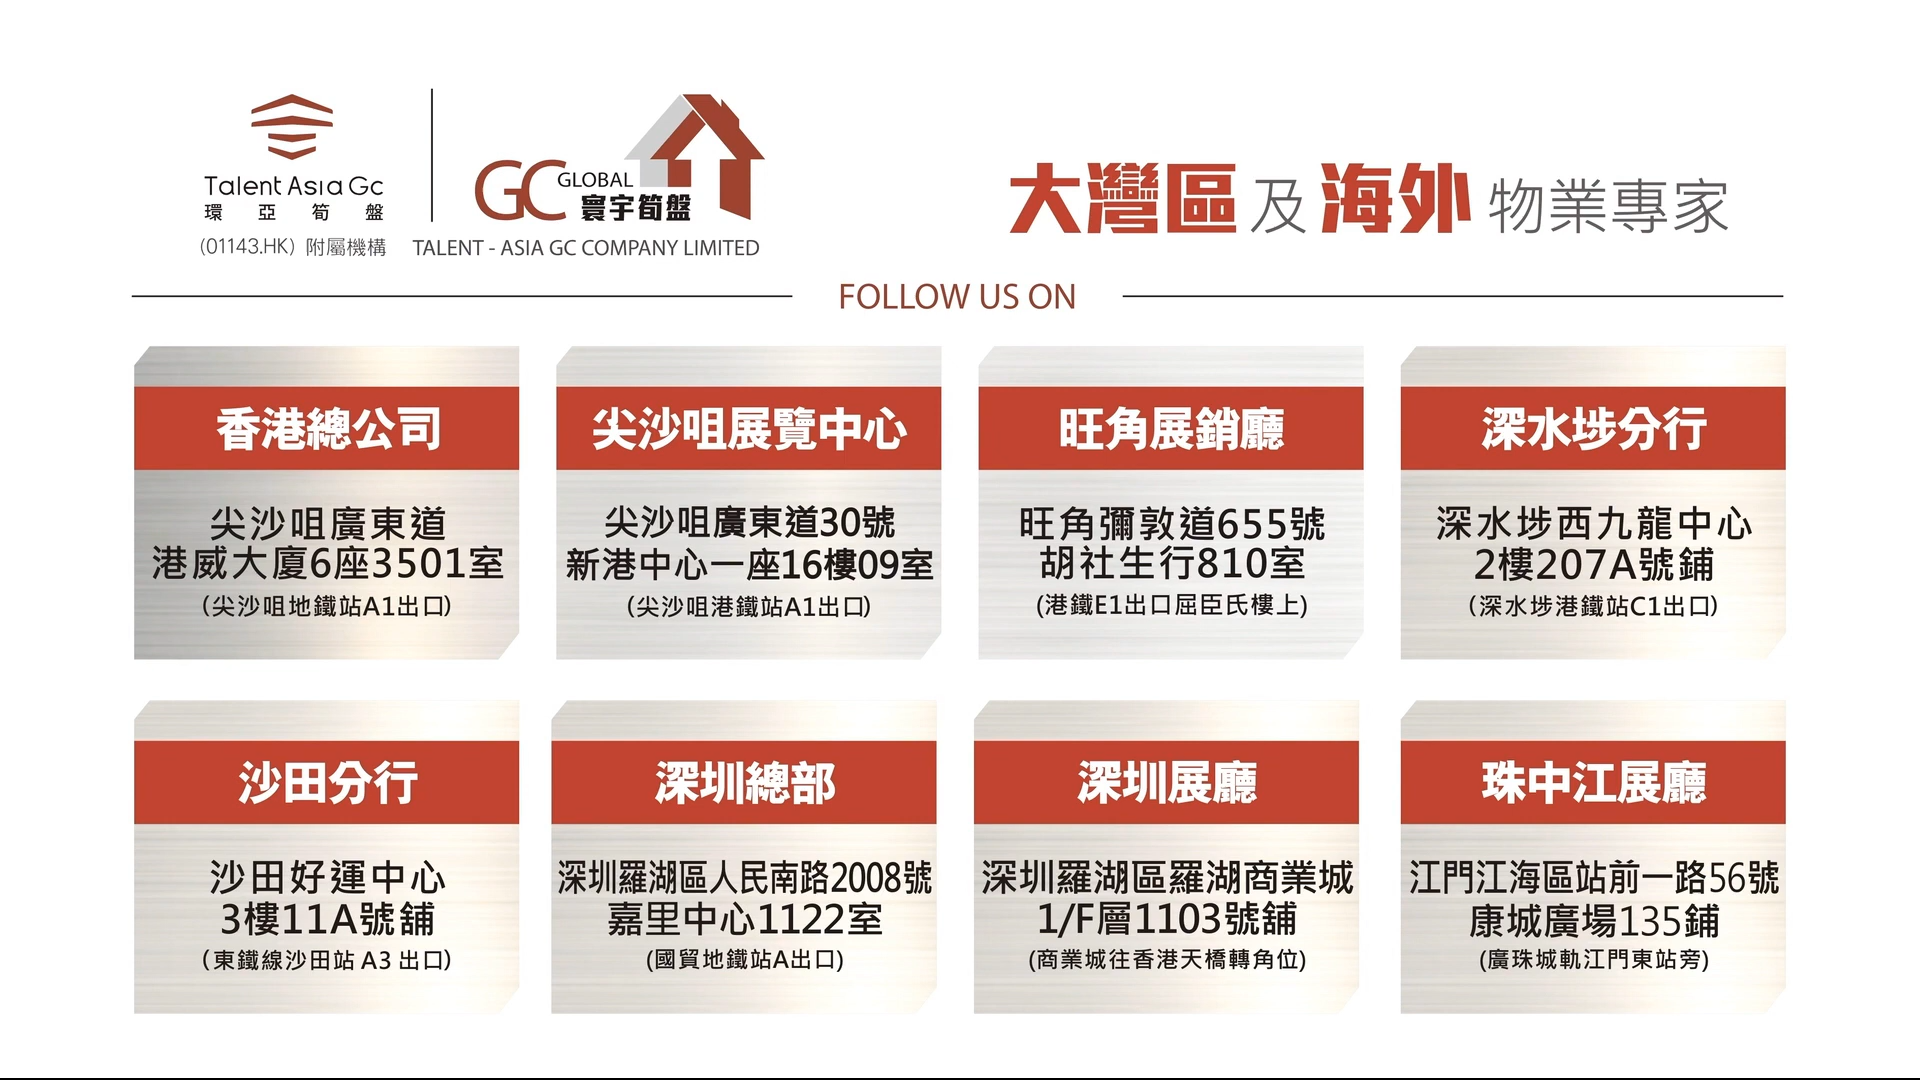 Talent Asia Gc
環亞筍盤
(01143.HK) 附屬機構
GC GLOBAL
寰宇筍盤
TALENT - ASIA GC COMPANY LIMITED
大灣區及海外物業專家
FOLLOW US ON
香港總公司
尖沙咀廣東道
港威大廈6座3501室
(尖沙咀地鐵站A1出口)
尖沙咀展覽中心
尖沙咀廣東道30號
新港中心一座16樓09室
(尖沙咀港鐵站A1出口)
旺角展銷廳
旺角彌敦道655號
胡社生行810室
(港鐵E1出口屈臣氏樓上)
深水埗分行
深水埗西九龍中心
2樓207A號鋪
(深水埗港鐵站C1出口)
沙田分行
沙田好運中心
3樓11A號舖
(東鐵線沙田站 A3 出口)
深圳總部
深圳羅湖區人民南路2008號
嘉里中心1122室
(國貿地鐵站A出口)
深圳展廳
深圳羅湖區羅湖商業城
1/F層1103號舖
(商業城往香港天橋轉角位)
珠中江展廳
江門江海區站前一路56號
康城廣場135鋪
(廣珠城軌江門東站旁)